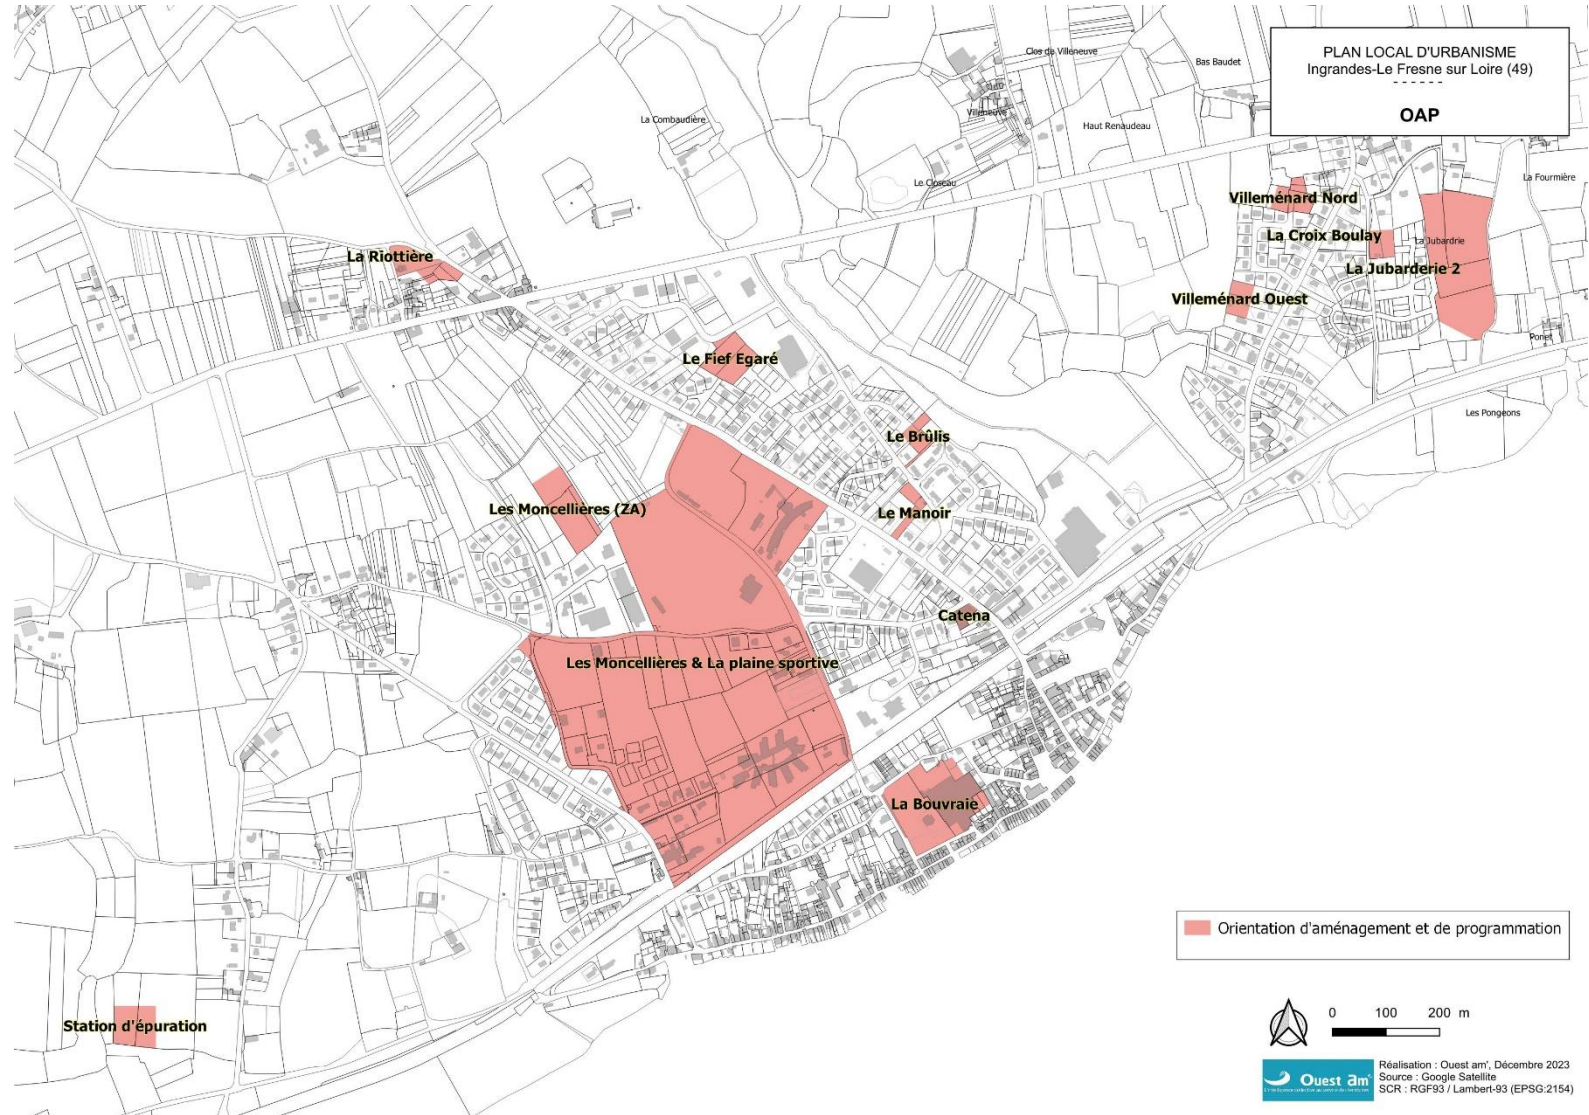 PLAN LOCAL D'URBANISME
Ingrandes-Le Fresne sur Loire (49)
------
OAP
Clos de Villeneuve
Bas Baudet
La Combaudière
Villeneuve
Haut Renaudeau
Le Closeau
La Fourmière
Villeménard Nord
La Croix Boulay
La Jubardrie
La Riottière
La Jubarderie 2
Villeménard Ouest
Ponet
Le Fief Egaré
Les Pongeons
Le Brûlis
Les Moncellières (ZA)
Le Manoir
Catena
Les Moncellières & La plaine sportive
La Bouvraie
Orientation d'aménagement et de programmation
Station d'épuration
0 100 200 m
Ouest am'
Réalisation : Ouest am', Décembre 2023
Source : Google Satellite
SCR : RGF93 / Lambert-93 (EPSG:2154)